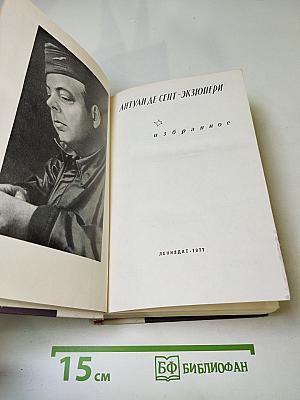 АНТУАН ДЕ СЕНТ-ЭКЗЮПЕРИ
избранное
ЛЕНИЗДАТ-1977
15 см
БФ БИБЛИОФАН